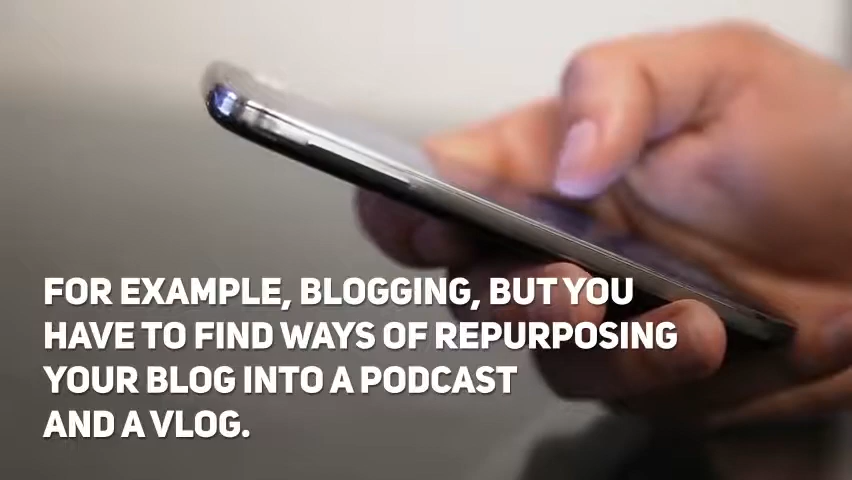 FOR EXAMPLE, BLOGGING, BUT YOU
HAVE TO FIND WAYS OF REPURPOSING
YOUR BLOG INTO A PODCAST
AND A VLOG.